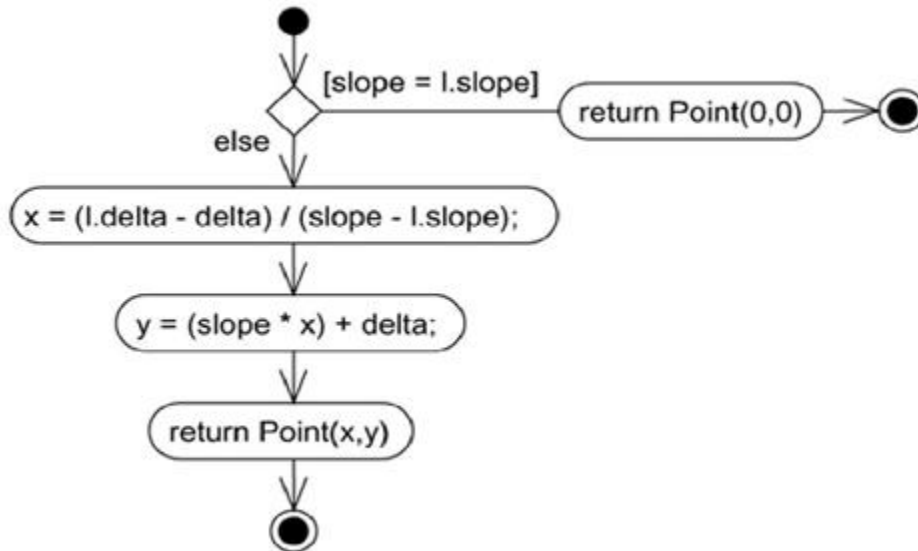 [slope = l.slope]
return Point(0,0)
else
x = (l.delta - delta) / (slope - l.slope);
y = (slope * x) + delta;
return Point(x,y)